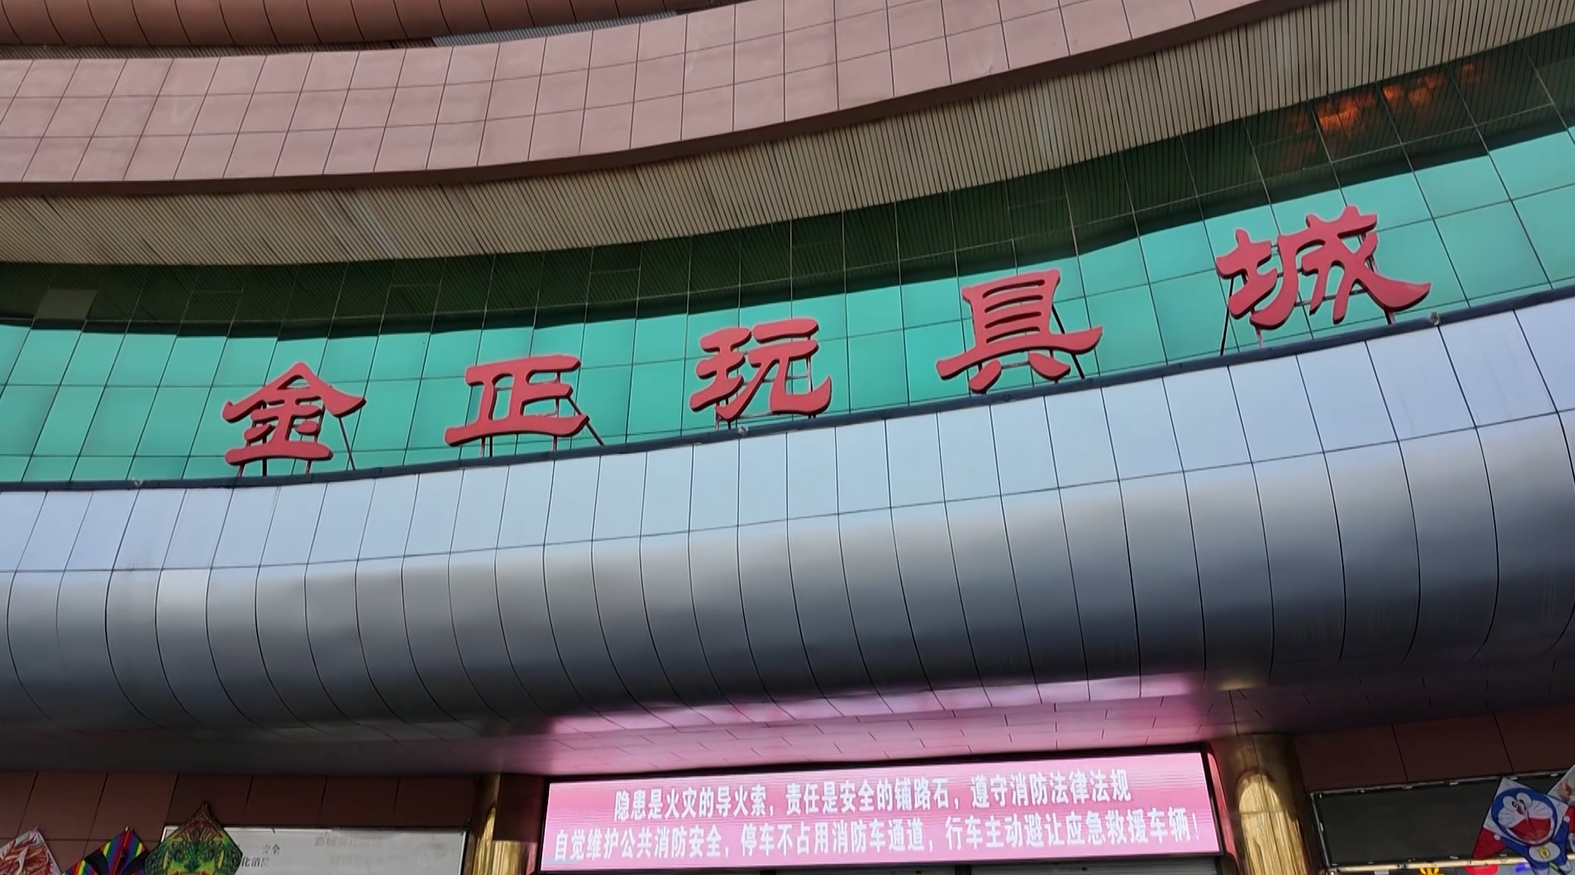 金正玩具城
隐患是火灾的导火索，责任是安全的铺路石，遵守消防法律法规
自觉维护公共消防安全，停车不占用消防车通道，行车主动避让应急救援车辆！
安全